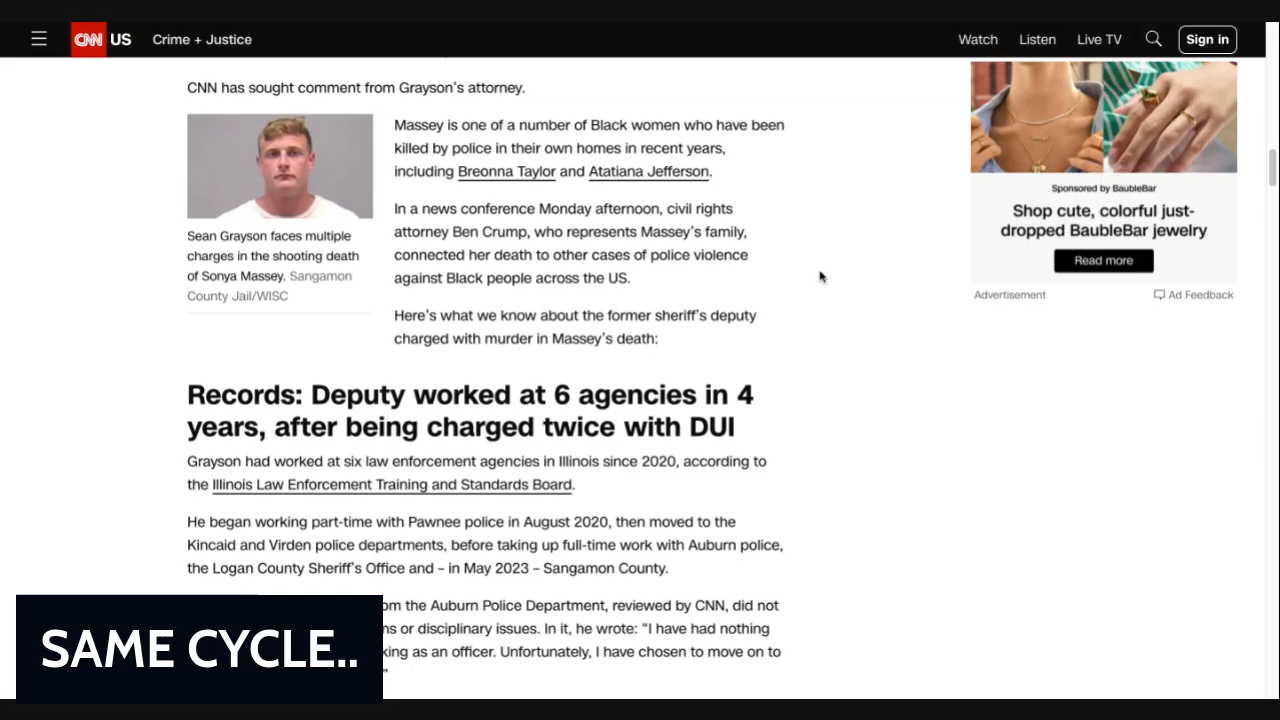 CNN US Crime + Justice Watch Listen Live TV Sign in
CNN has sought comment from Grayson's attorney.
Sean Grayson faces multiple
charges in the shooting death
of Sonya Massey. Sangamon
County Jail/WISC
Massey is one of a number of Black women who have been
killed by police in their own homes in recent years,
including Breonna Taylor and Atatiana Jefferson.
In a news conference Monday afternoon, civil rights
attorney Ben Crump, who represents Massey's family,
connected her death to other cases of police violence
against Black people across the US.
Here's what we know about the former sheriff's deputy
charged with murder in Massey's death:
Records: Deputy worked at 6 agencies in 4
years, after being charged twice with DUI
Grayson had worked at six law enforcement agencies in Illinois since 2020, according to
the Illinois Law Enforcement Training and Standards Board.
He began working part-time with Pawnee police in August 2020, then moved to the
Kincaid and Virden police departments, before taking up full-time work with Auburn police,
the Logan County Sheriff's Office and – in May 2023 – Sangamon County.
the Auburn Police Department, reviewed by CNN, did not
or disciplinary issues. In it, he wrote: “I have had nothing
as an officer. Unfortunately, I have chosen to move on to
”
SAME CYCLE..
Sponsored by BaubleBar
Shop cute, colorful just-
dropped BaubleBar jewelry
Read more
Advertisement Ad Feedback